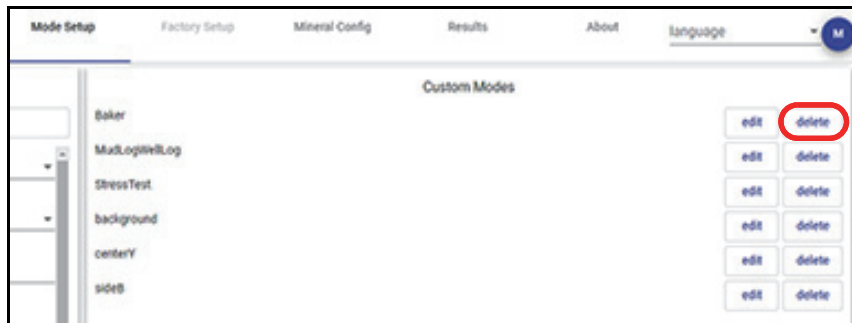 Mode Setup Factory Setup Mineral Config Results About language M
Custom Modes
Baker edit delete
MudLogWellLog edit delete
StressTest edit delete
background edit delete
centerY edit delete
sideB edit delete